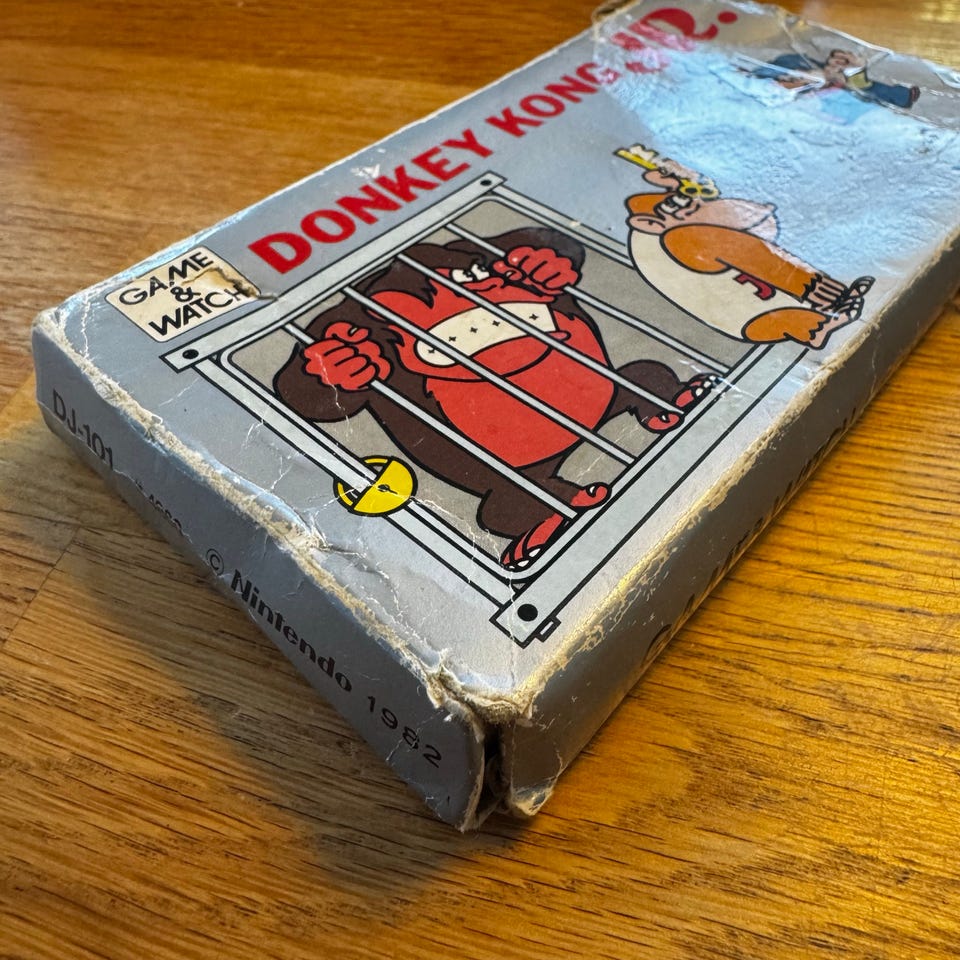 DONKEY KONG JR.
GAME
&
WATCH
DJ-101
© Nintendo 1982